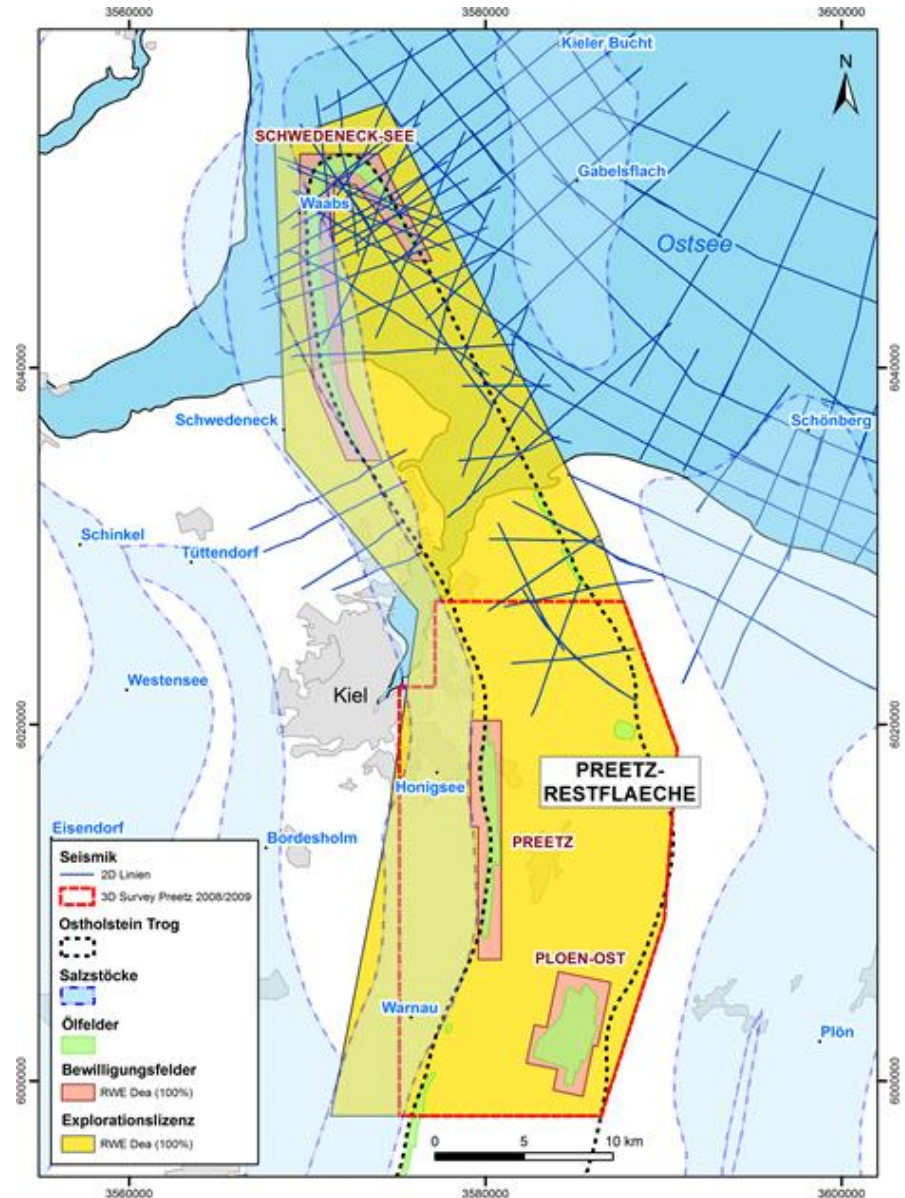 3560000
3580000
3600000
Kieler Bucht
N
SCHWEDENECK-SEE
Gabelsflach
Waabs
Ostsee
6040000
6040000
Schwedeneck
Schönberg
Schinkel
Tüttendorf
Westensee
Kiel
6020000
6020000
PREETZ-
RESTFLAECHE
Honigsee
Eisendorf
Bordesholm
PREETZ
Seismik
2D Linien
3D Survey Preetz 2008/2009
Ostholstein Trog
Salzstöcke
Ölfelder
Bewilligungsfelder
RWE Dea (100%)
Explorationslizenz
RWE Dea (100%)
PLOEN-OST
Warnau
Plön
6000000
6000000
0 5 10 km
3560000
3580000
3600000